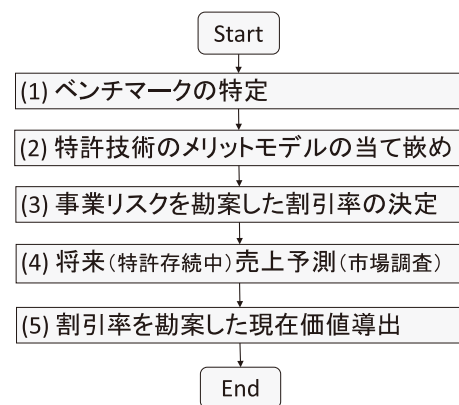 Start
(1) ベンチマークの特定
(2) 特許技術のメリットモデルの当て嵌め
(3) 事業リスクを勘案した割引率の決定
(4) 将来(特許存続中)売上予測(市場調査)
(5) 割引率を勘案した現在価値導出
End